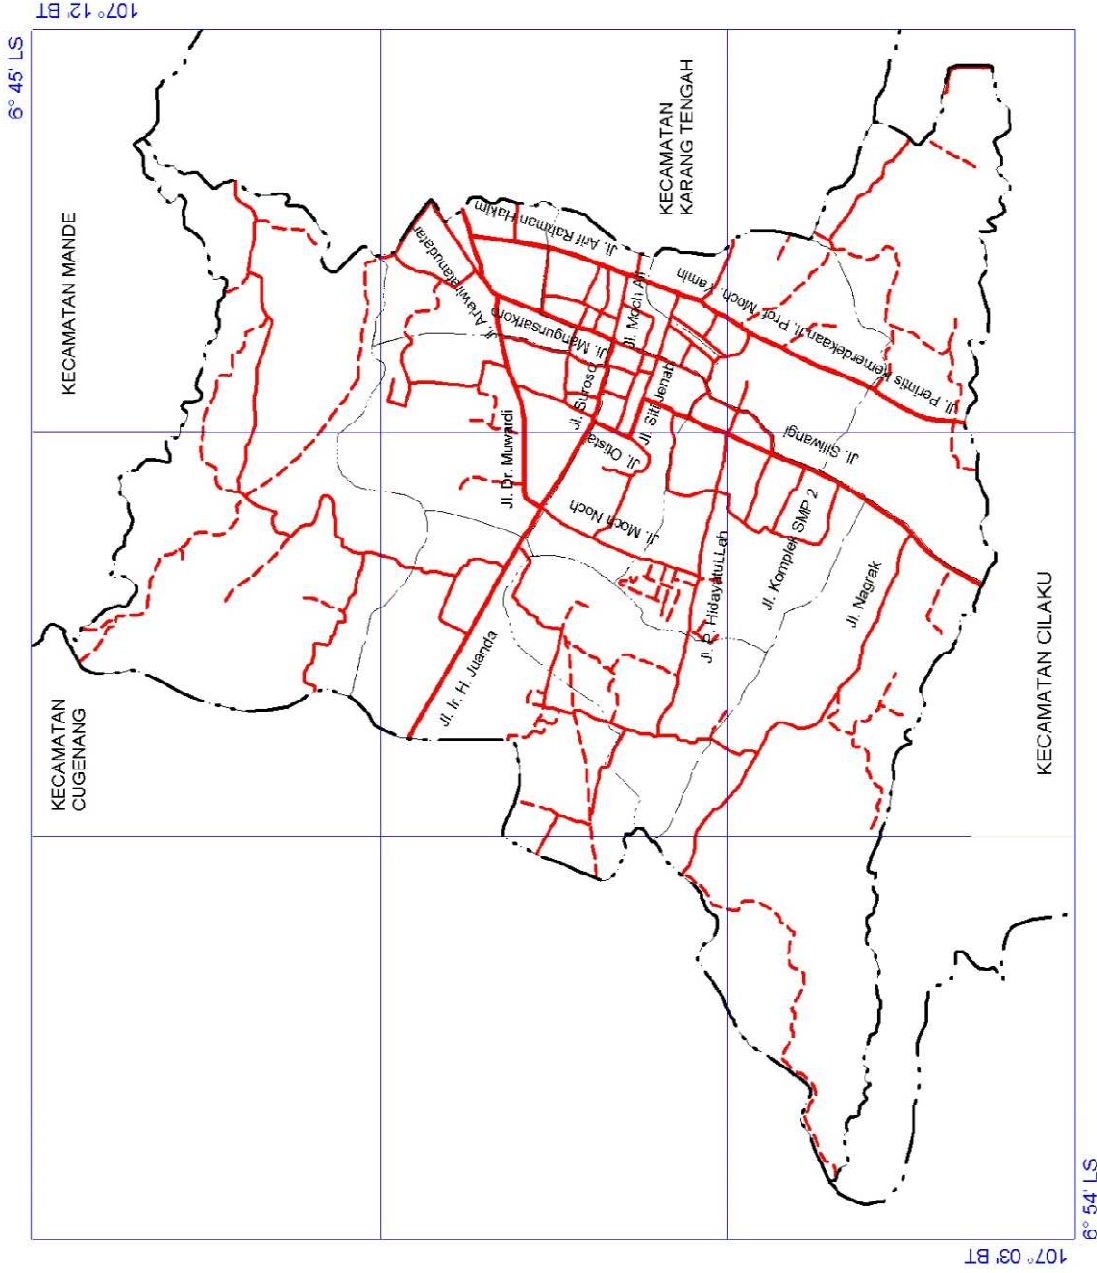 107° 12' BT
6° 45' LS
KECAMATAN MANDE
KECAMATAN
KARANG TENGAH
KECAMATAN
CUGENANG
KECAMATAN CILAKU
Jl. Arif Rahman Hakim
Jl. Ariawiratanudatar
Jl. Mangunsarkoro
Jl. Moch Ali
Jl. Prof. Moch. Yamin
Jl. Perintis Kemerdekaan
Jl. Suroso
Jl. Siti Jenab
Jl. Dr. Muwardi
Jl. Otista
Jl. Siliwangi
Jl. Moch Noch
Jl. Komplek SMP 2
Jl. P. Hidayatullah
Jl. Nagrak
Jl. Ir. H. Juanda
6° 54' LS
107° 03' BT